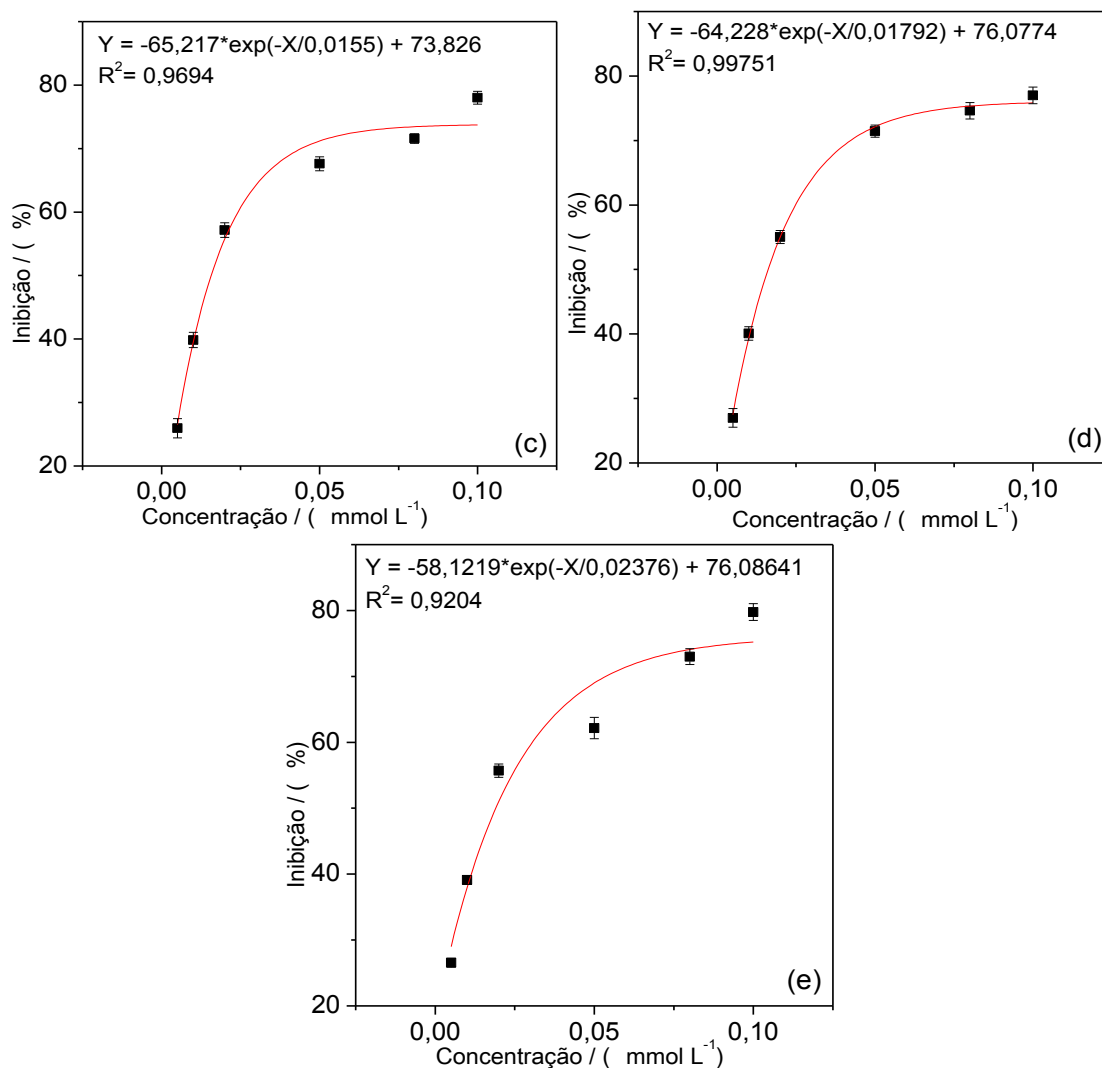 Y = -65,217*exp(-X/0,0155) + 73,826
R²= 0,9694
80
60
40
20
Inibição / ( %)
(c)
0,00 0,05 0,10
Concentração / ( mmol L⁻¹)
Y = -64,228*exp(-X/0,01792) + 76,0774
R²= 0,99751
80
60
40
20
Inibição / ( %)
(d)
0,00 0,05 0,10
Concentração / ( mmol L⁻¹)
Y = -58,1219*exp(-X/0,02376) + 76,08641
R²= 0,9204
80
60
40
20
Inibição / ( %)
(e)
0,00 0,05 0,10
Concentração / ( mmol L⁻¹)